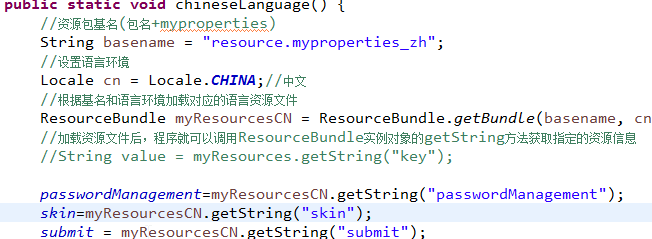 public static void chineseLanguage() {
//资源包基名(包名+myproperties)
String basename = "resource.myproperties_zh";
//设置语言环境
Locale cn = Locale.CHINA;//中文
//根据基名和语言环境加载对应的语言资源文件
ResourceBundle myResourcesCN = ResourceBundle.getBundle(basename, cn
//加载资源文件后，程序就可以调用ResourceBundle实例对象的getString方法获取指定的资源信息
//String value = myResources.getString("key");
passwordManagement=myResourcesCN.getString("passwordManagement");
skin=myResourcesCN.getString("skin");
submit = myResourcesCN.getString("submit");